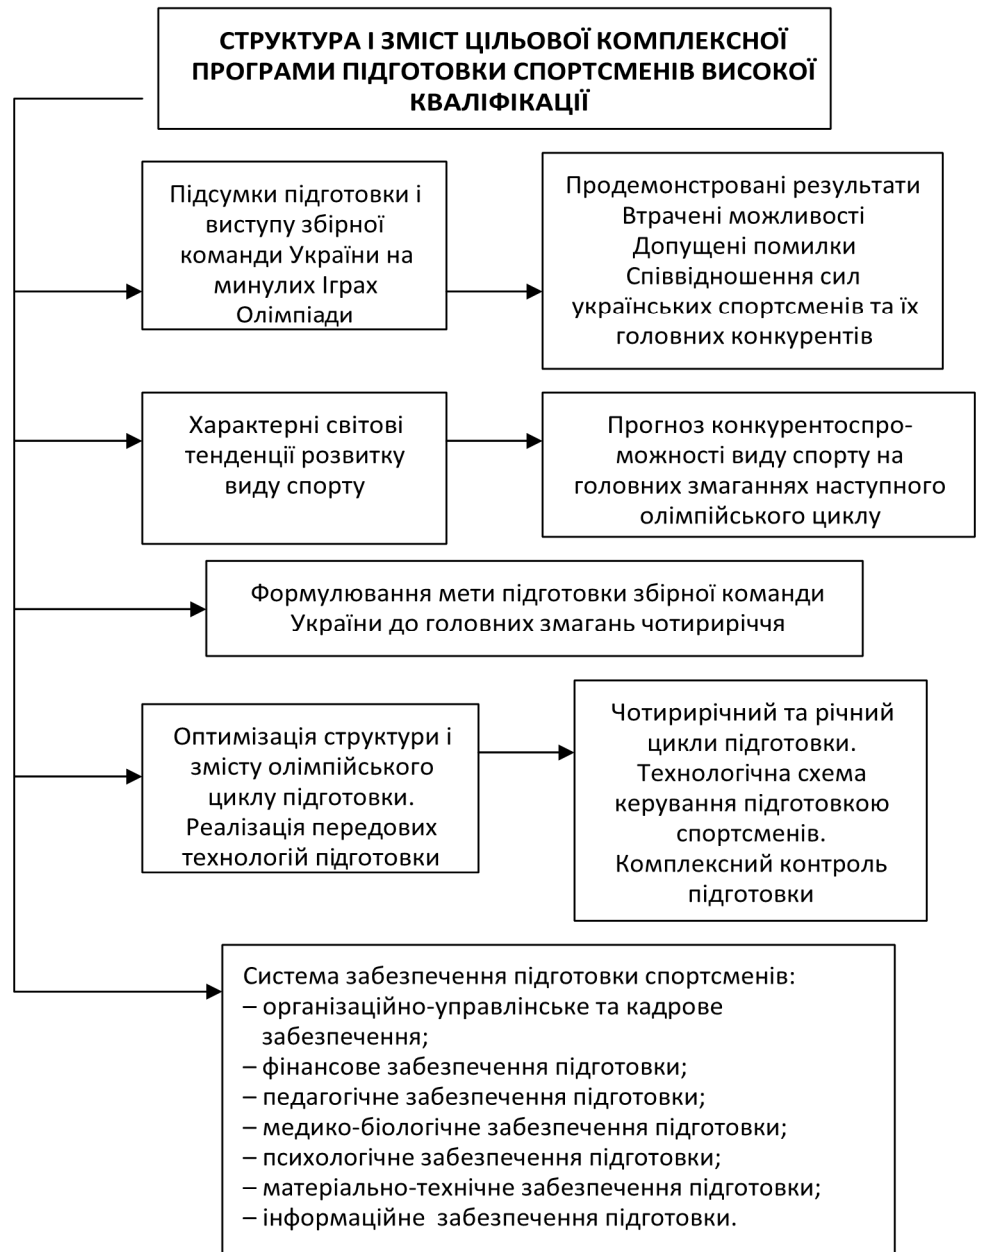 СТРУКТУРА І ЗМІСТ ЦІЛЬОВОЇ КОМПЛЕКСНОЇ
ПРОГРАМИ ПІДГОТОВКИ СПОРТСМЕНІВ ВИСОКОЇ
КВАЛІФІКАЦІЇ
Підсумки підготовки і
виступу збірної
команди України на
минулих Іграх
Олімпіади
Продемонстровані результати
Втрачені можливості
Допущені помилки
Співвідношення сил
українських спортсменів та їх
головних конкурентів
Характерні світові
тенденції розвитку
виду спорту
Прогноз конкурентоспро-
можності виду спорту на
головних змаганнях наступного
олімпійського циклу
Формулювання мети підготовки збірної команди
України до головних змагань чотириріччя
Оптимізація структури і
змісту олімпійського
циклу підготовки.
Реалізація передових
технологій підготовки
Чотирирічний та річний
цикли підготовки.
Технологічна схема
керування підготовкою
спортсменів.
Комплексний контроль
підготовки
Система забезпечення підготовки спортсменів:
– організаційно-управлінське та кадрове
забезпечення;
– фінансове забезпечення підготовки;
– педагогічне забезпечення підготовки;
– медико-біологічне забезпечення підготовки;
– психологічне забезпечення підготовки;
– матеріально-технічне забезпечення підготовки;
– інформаційне забезпечення підготовки.